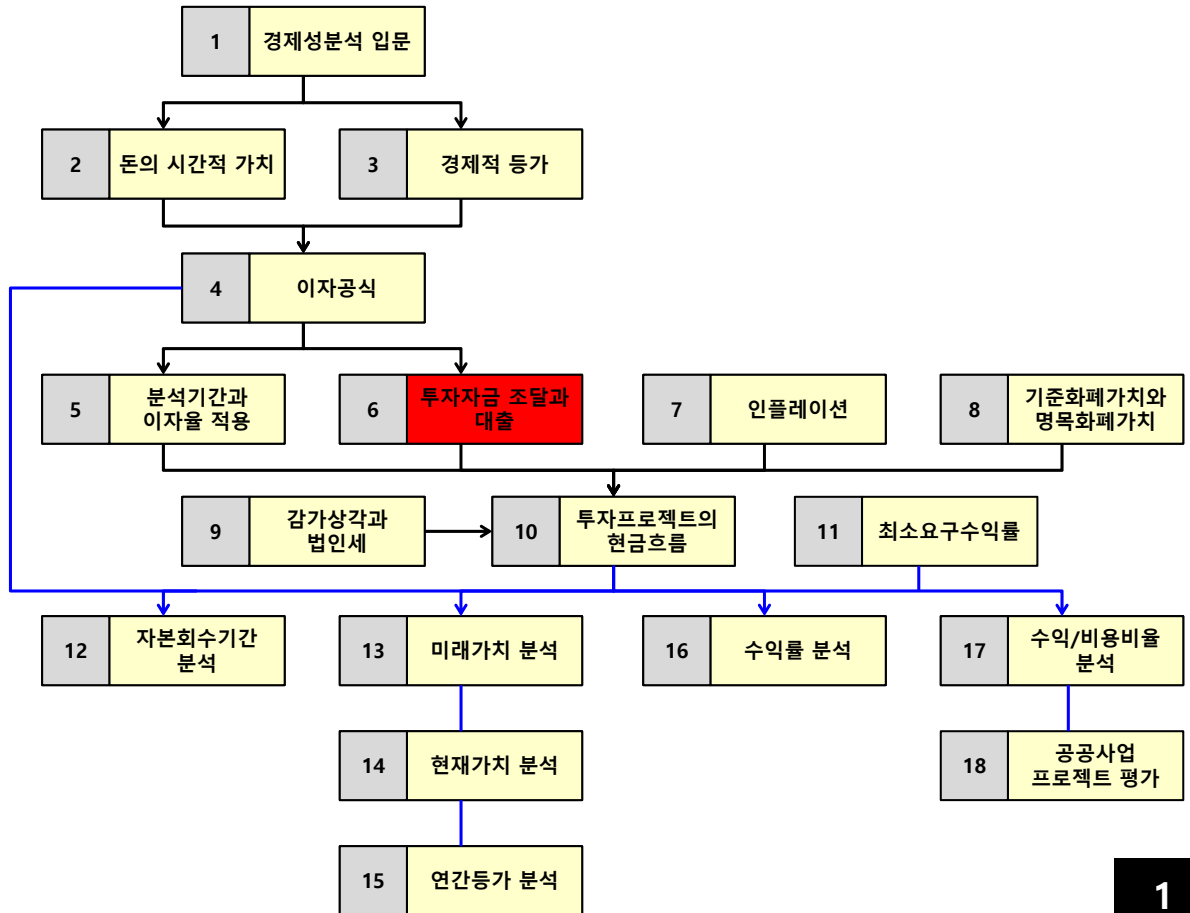 1
경제성분석 입문
2
돈의 시간적 가치
3
경제적 등가
4
이자공식
5
분석기간과
이자율 적용
6
투자자금 조달과
대출
7
인플레이션
8
기준화폐가치와
명목화폐가치
9
감가상각과
법인세
10
투자프로젝트의
현금흐름
11
최소요구수익률
12
자본회수기간
분석
13
미래가치 분석
16
수익률 분석
17
수익/비용비율
분석
14
현재가치 분석
18
공공사업
프로젝트 평가
15
연간등가 분석
1